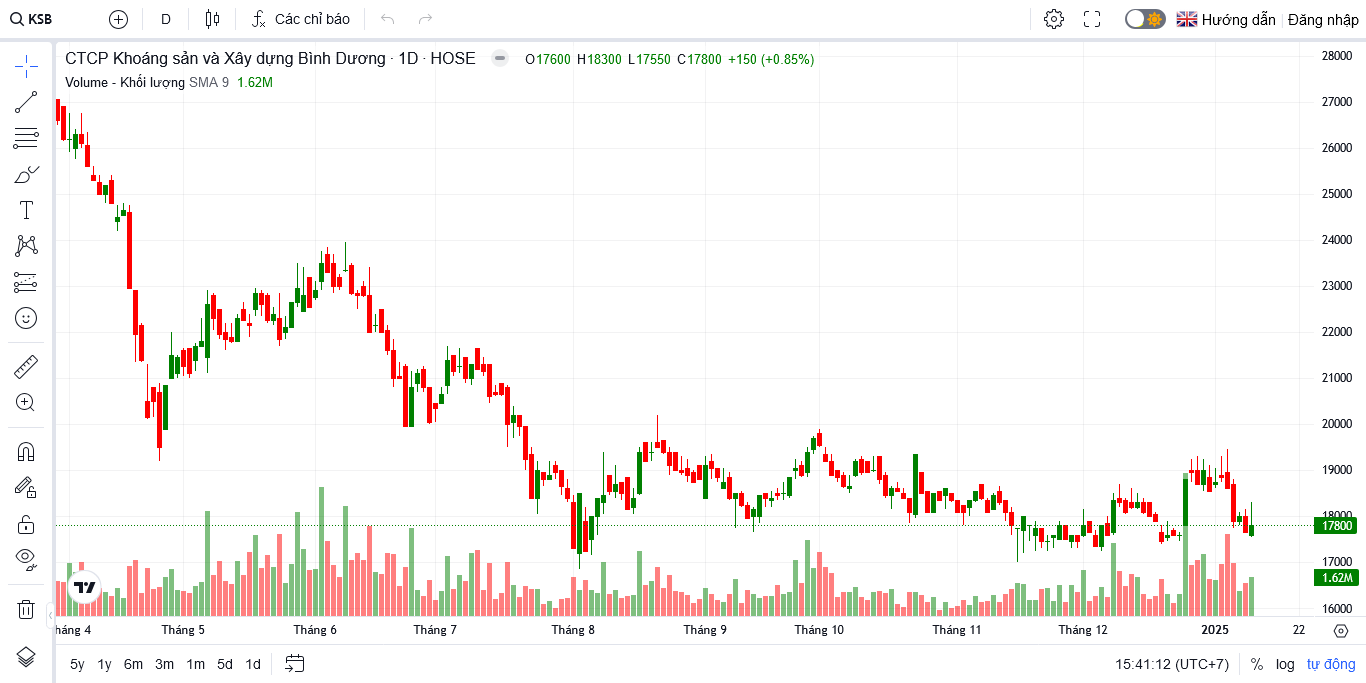 KSB D Các chỉ báo Hướng dẫn Đăng nhập
CTCP Khoáng sản và Xây dựng Bình Dương · 1D · HOSE O17600 H18300 L17550 C17800 +150 (+0.85%)
Volume - Khối lượng SMA 9 1.62M
28000
27000
26000
25000
24000
23000
22000
21000
20000
19000
18000
17800
17000
1.62M
16000
háng 4 Tháng 5 Tháng 6 Tháng 7 Tháng 8 Tháng 9 Tháng 10 Tháng 11 Tháng 12 2025 22
5y 1y 6m 3m 1m 5d 1d 15:41:12 (UTC+7) % log tự động